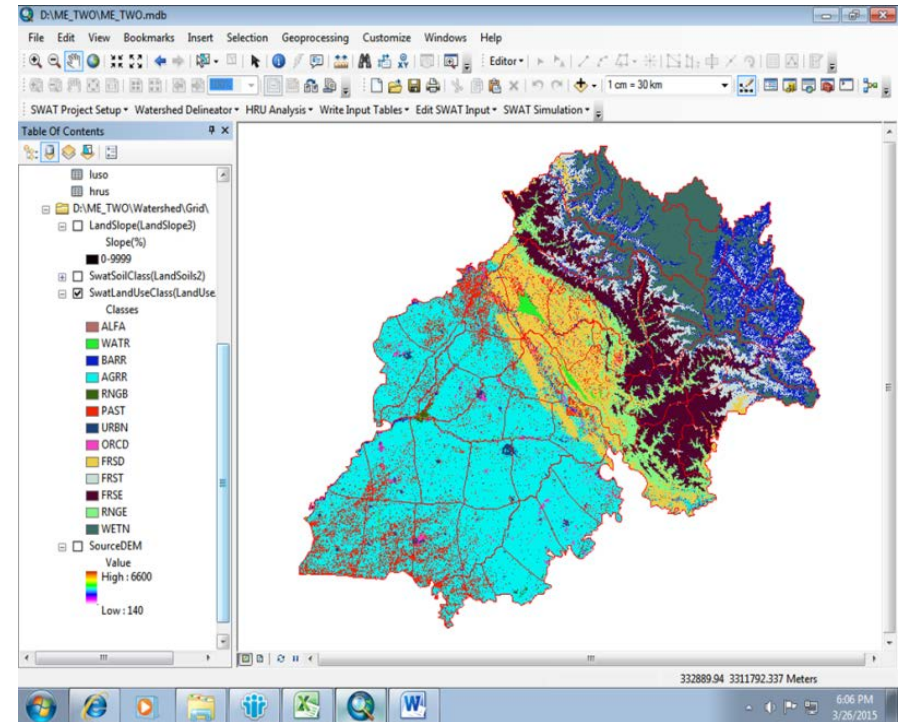 D:\ME_TWO\ME_TWO.mdb
File Edit View Bookmarks Insert Selection Geoprocessing Customize Windows Help
Editor
1 cm = 30 km
SWAT Project Setup Watershed Delineator HRU Analysis Write Input Tables Edit SWAT Input SWAT Simulation
Table Of Contents
luso
hrus
D:\ME_TWO\Watershed\Grid\
LandSlope(LandSlope3)
Slope(%)
0-9999
SwatSoilClass(LandSoils2)
SwatLandUseClass(LandUse
Classes
ALFA
WATR
BARR
AGRR
RNGB
PAST
URBN
ORCD
FRSD
FRST
FRSE
RNGE
WETN
SourceDEM
Value
High : 6600
Low : 140
332889.94 3311792.337 Meters
6:06 PM
3/26/2015